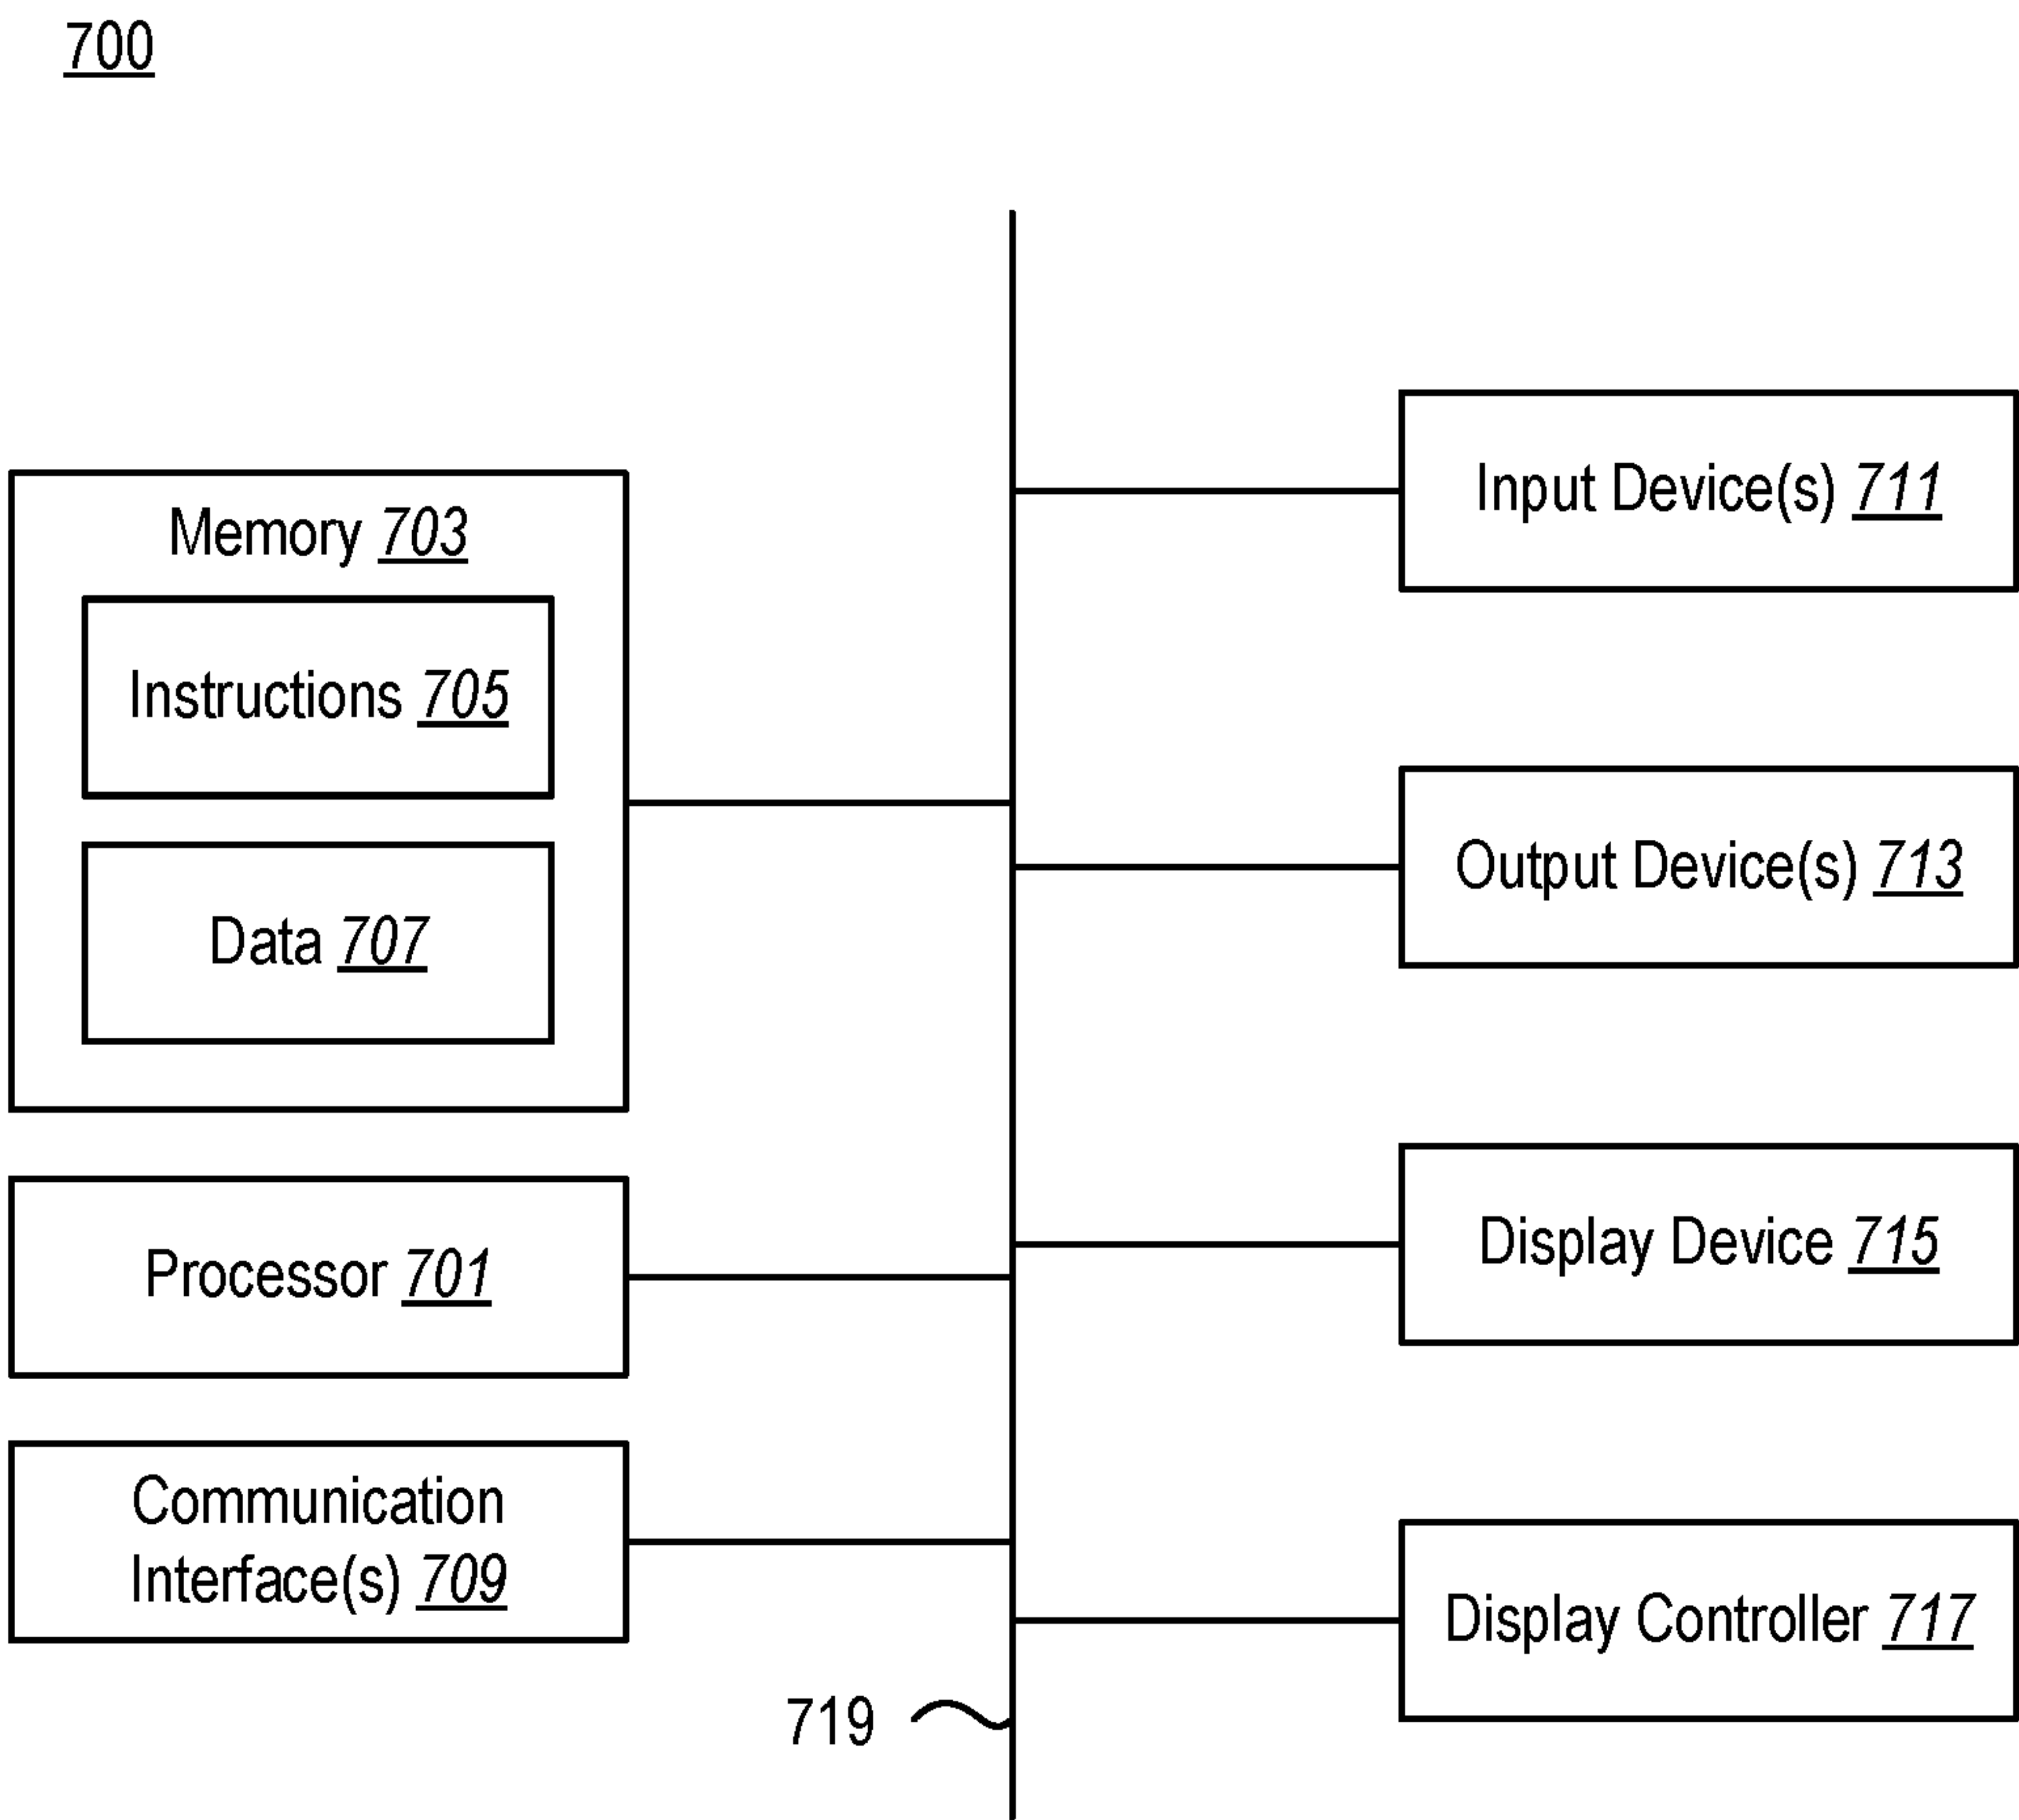 700
Memory 703
Instructions 705
Data 707
Processor 701
Communication
Interface(s) 709
Input Device(s) 711
Output Device(s) 713
Display Device 715
Display Controller 717
719